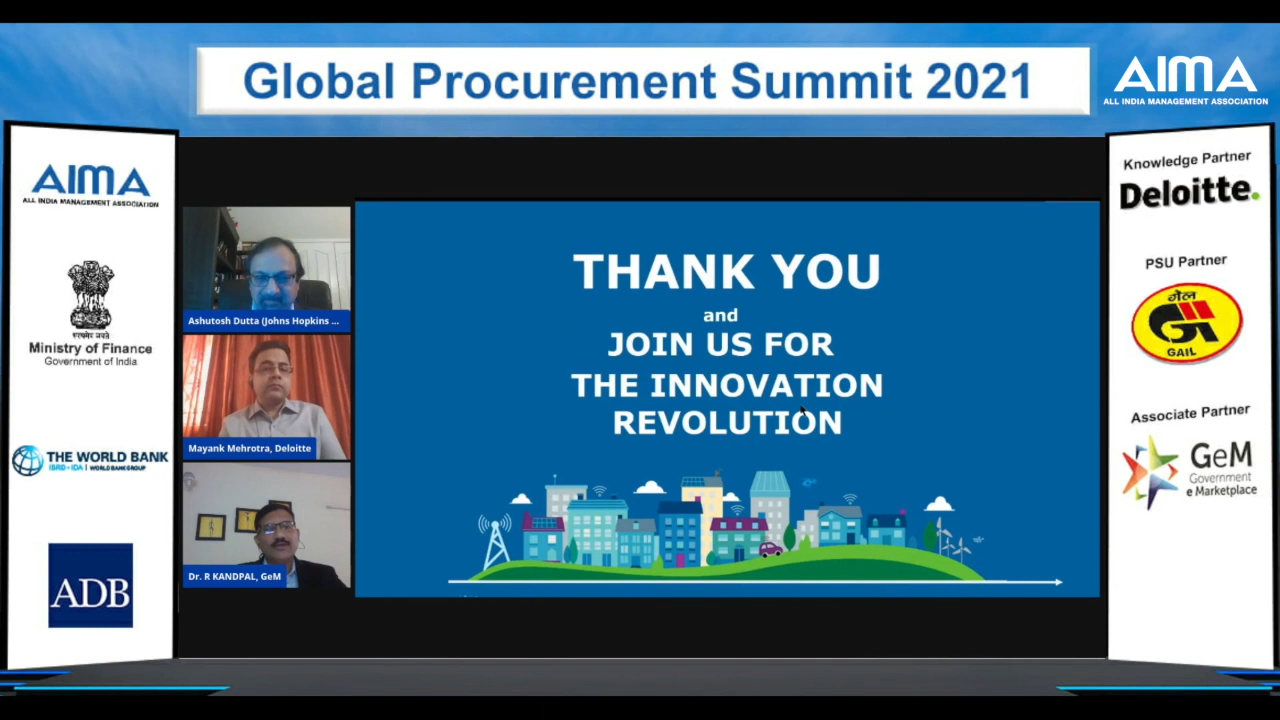 Global Procurement Summit 2021
AIMA
ALL INDIA MANAGEMENT ASSOCIATION
AIMA
ALL INDIA MANAGEMENT ASSOCIATION
सत्यमेव जयते
Ministry of Finance
Government of India
THE WORLD BANK
IBRD • IDA | WORLD BANK GROUP
ADB
Ashutosh Dutta (Johns Hopkins ...
Mayank Mehrotra, Deloitte
Dr. R KANDPAL, GeM
THANK YOU
and
JOIN US FOR
THE INNOVATION
REVOLUTION
Knowledge Partner
Deloitte.
PSU Partner
गेल
GAIL
Associate Partner
GeM
Government
e Marketplace